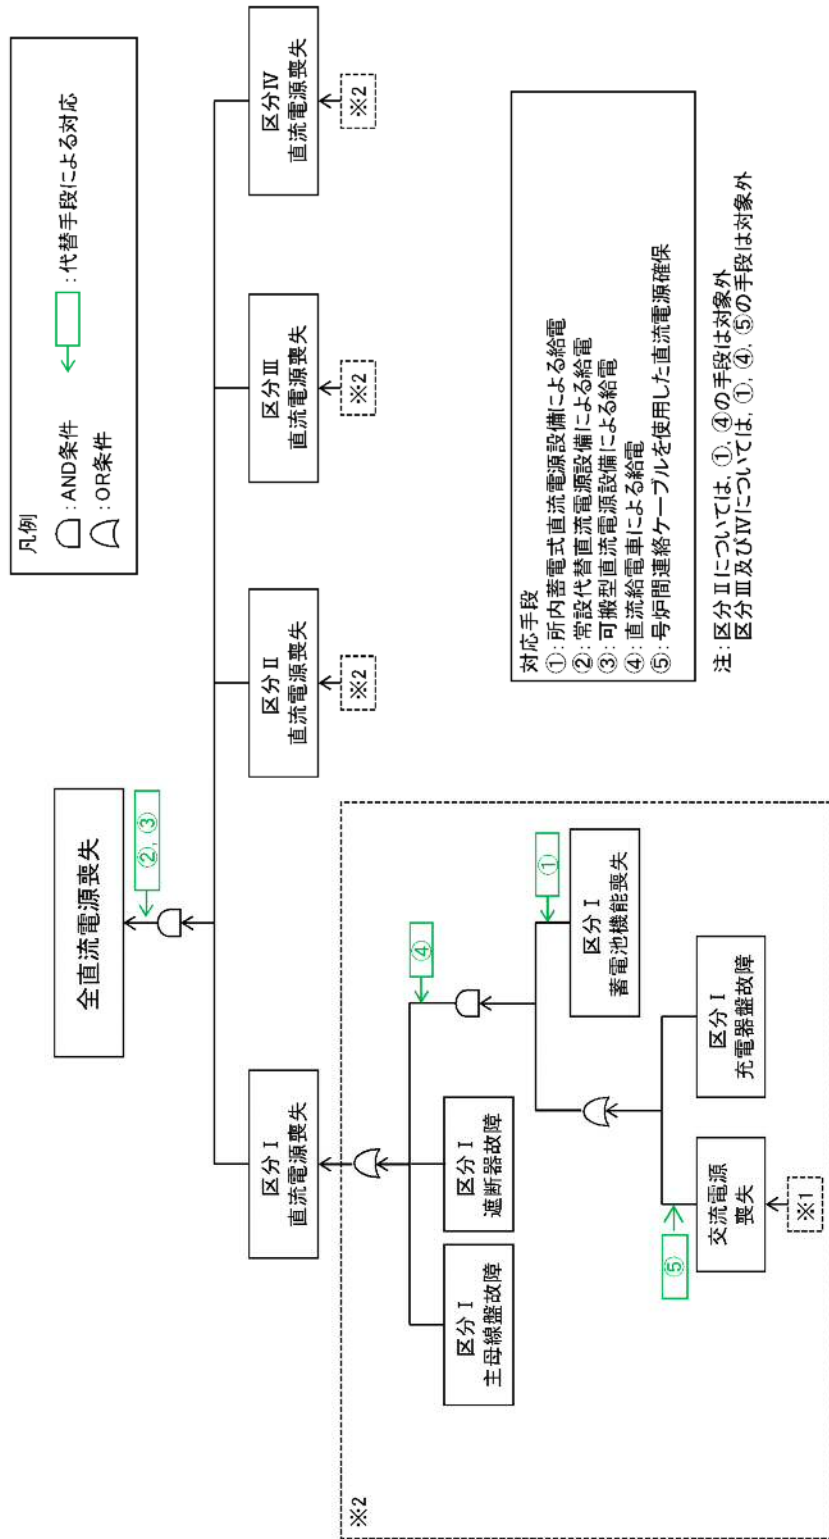 凡例
：AND条件
：OR条件
：代替手段による対応
全直流電源喪失
②, ③
区分Ⅰ
直流電源喪失
区分Ⅱ
直流電源喪失
区分Ⅲ
直流電源喪失
区分Ⅳ
直流電源喪失
※2
※2
※2
※2
④
区分Ⅰ
主母線盤故障
区分Ⅰ
遮断器故障
①
区分Ⅰ
蓄電池機能喪失
⑤
交流電源
喪失
区分Ⅰ
充電器盤故障
※1
対応手段
①：所内蓄電式直流電源設備による給電
②：常設代替直流電源設備による給電
③：可搬型直流電源設備による給電
④：直流給電車による給電
⑤：号炉間連絡ケーブルを使用した直流電源確保
注：区分Ⅱについては、①, ④の手段は対象外
区分Ⅲ及びⅣについては、①, ④, ⑤の手段は対象外